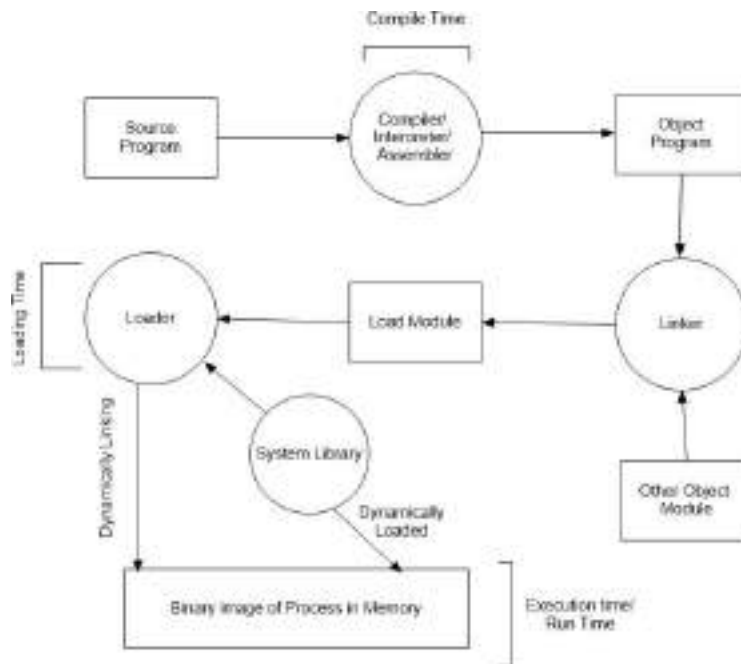 Compile Time
Source
Program
Compiler/
Interpreter/
Assembler
Object
Program
Loading Time
Loader
Load Module
Linker
Dynamically Linking
System Library
Dynamically
Loaded
Other Object
Module
Binary Image of Process in Memory
Execution time/
Run Time